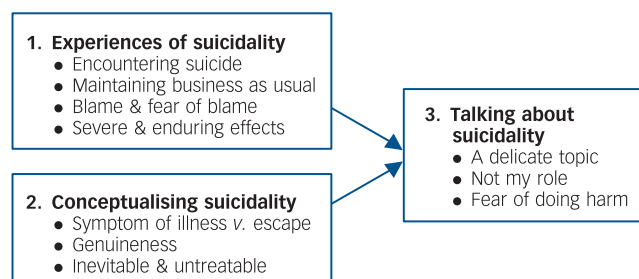 1. Experiences of suicidality
• Encountering suicide
• Maintaining business as usual
• Blame & fear of blame
• Severe & enduring effects
2. Conceptualising suicidality
• Symptom of illness v. escape
• Genuineness
• Inevitable & untreatable
3. Talking about
suicidality
• A delicate topic
• Not my role
• Fear of doing harm